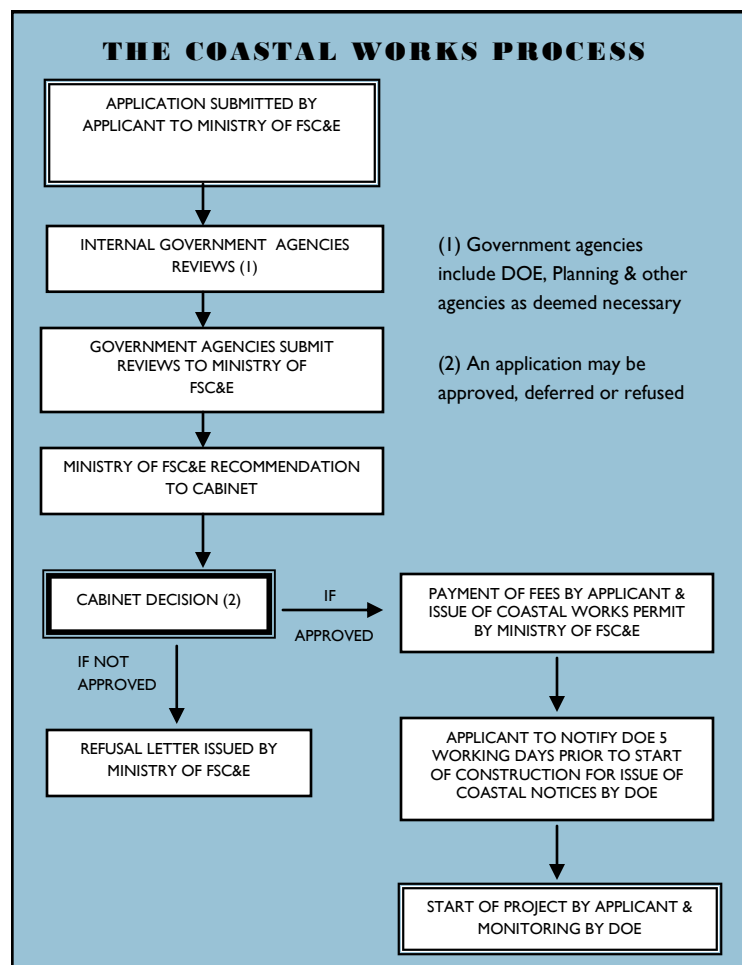 THE COASTAL WORKS PROCESS
APPLICATION SUBMITTED BY
APPLICANT TO MINISTRY OF FSC&E
INTERNAL GOVERNMENT AGENCIES
REVIEWS (1)
(1) Government agencies
include DOE, Planning & other
agencies as deemed necessary
GOVERNMENT AGENCIES SUBMIT
REVIEWS TO MINISTRY OF
FSC&E
(2) An application may be
approved, deferred or refused
MINISTRY OF FSC&E RECOMMENDATION
TO CABINET
CABINET DECISION (2)
IF
APPROVED
PAYMENT OF FEES BY APPLICANT &
ISSUE OF COASTAL WORKS PERMIT
BY MINISTRY OF FSC&E
IF NOT
APPROVED
REFUSAL LETTER ISSUED BY
MINISTRY OF FSC&E
APPLICANT TO NOTIFY DOE 5
WORKING DAYS PRIOR TO START
OF CONSTRUCTION FOR ISSUE OF
COASTAL NOTICES BY DOE
START OF PROJECT BY APPLICANT &
MONITORING BY DOE